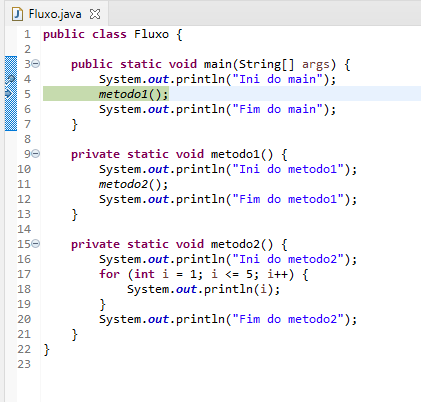 Fluxo.java
1 public class Fluxo {
2
3 public static void main(String[] args) {
4 System.out.println("Ini do main");
5 metodo1();
6 System.out.println("Fim do main");
7 }
8
9 private static void metodo1() {
10 System.out.println("Ini do metodo1");
11 metodo2();
12 System.out.println("Fim do metodo1");
13 }
14
15 private static void metodo2() {
16 System.out.println("Ini do metodo2");
17 for (int i = 1; i <= 5; i++) {
18 System.out.println(i);
19 }
20 System.out.println("Fim do metodo2");
21 }
22 }
23